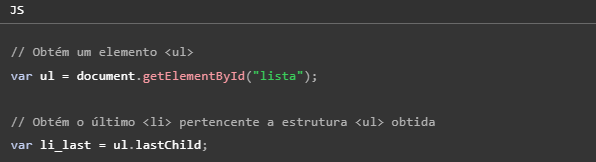 JS
// Obtém um elemento <ul>
var ul = document.getElementById("lista");
// Obtém o último <li> pertencente a estrutura <ul> obtida
var li_last = ul.lastChild;